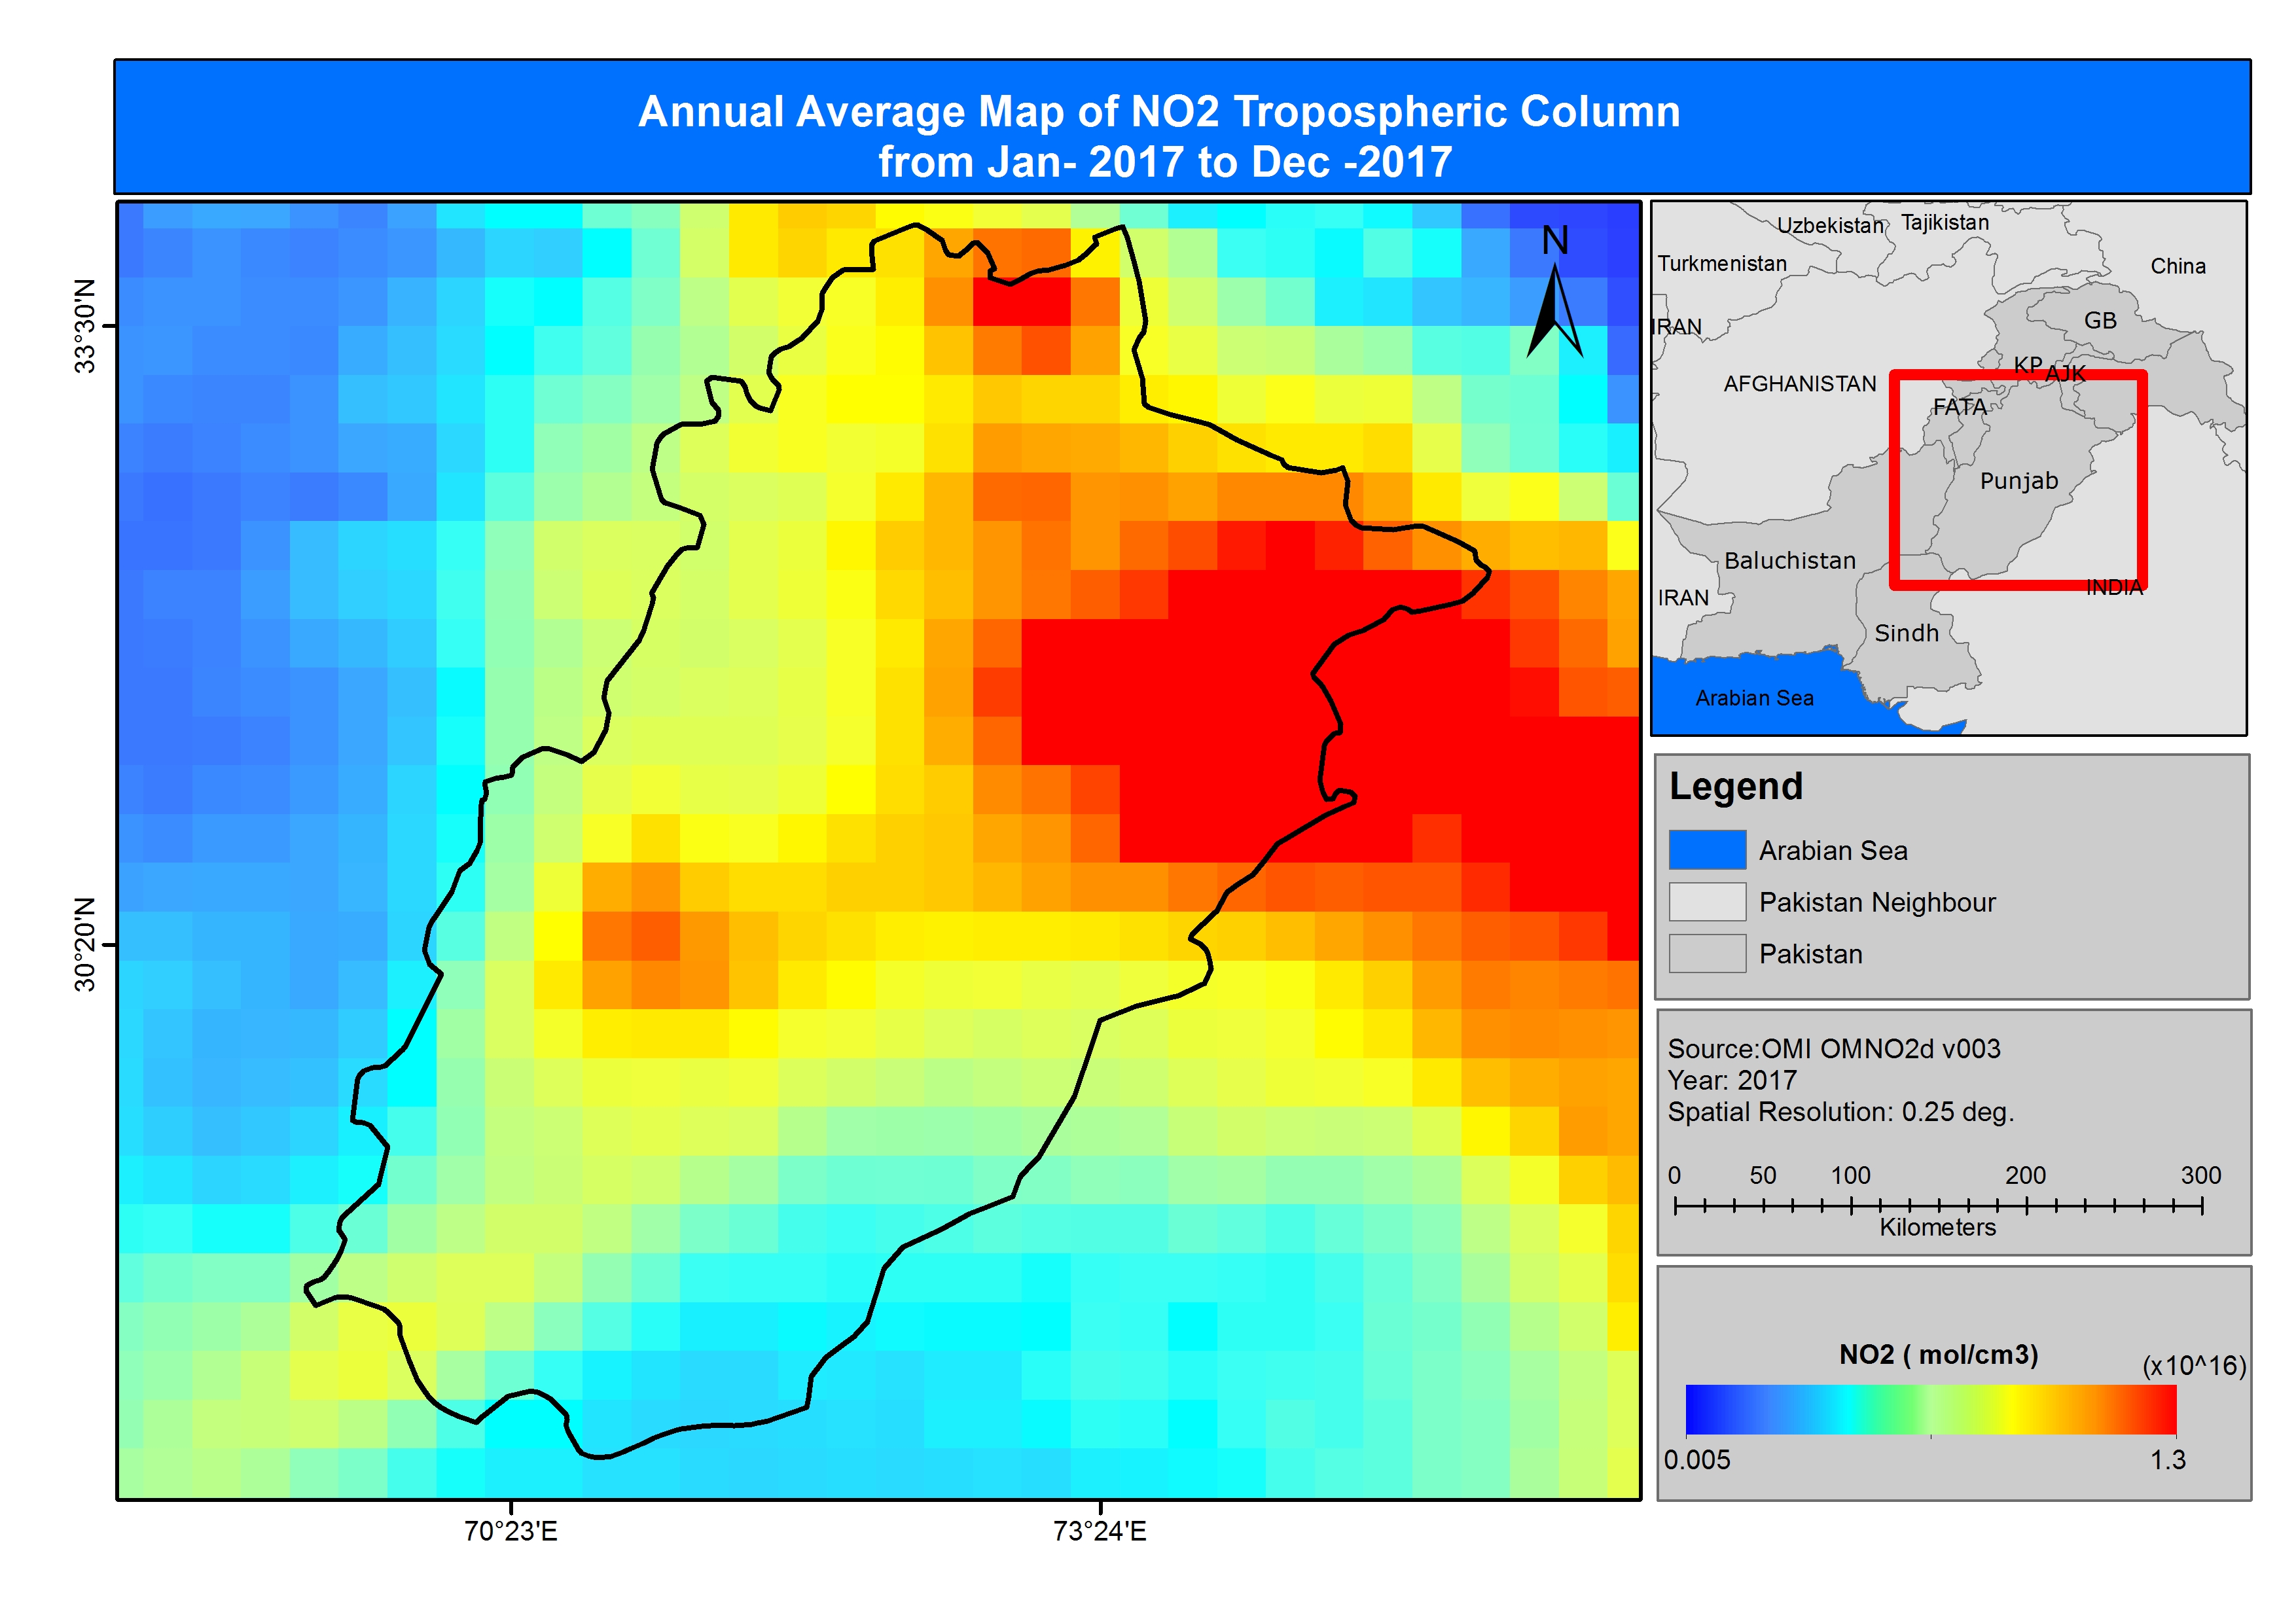 Annual Average Map of NO2 Tropospheric Column
from Jan- 2017 to Dec -2017
N
33°30'N
30°20'N
70°23'E
73°24'E
Uzbekistan
Tajikistan
Turkmenistan
China
IRAN
GB
KP
AJK
AFGHANISTAN
FATA
Punjab
Baluchistan
INDIA
IRAN
Sindh
Arabian Sea
Legend
Arabian Sea
Pakistan Neighbour
Pakistan
Source:OMI OMNO2d v003
Year: 2017
Spatial Resolution: 0.25 deg.
0 50 100 200 300
Kilometers
NO2 ( mol/cm3)
(x10^16)
0.005 1.3